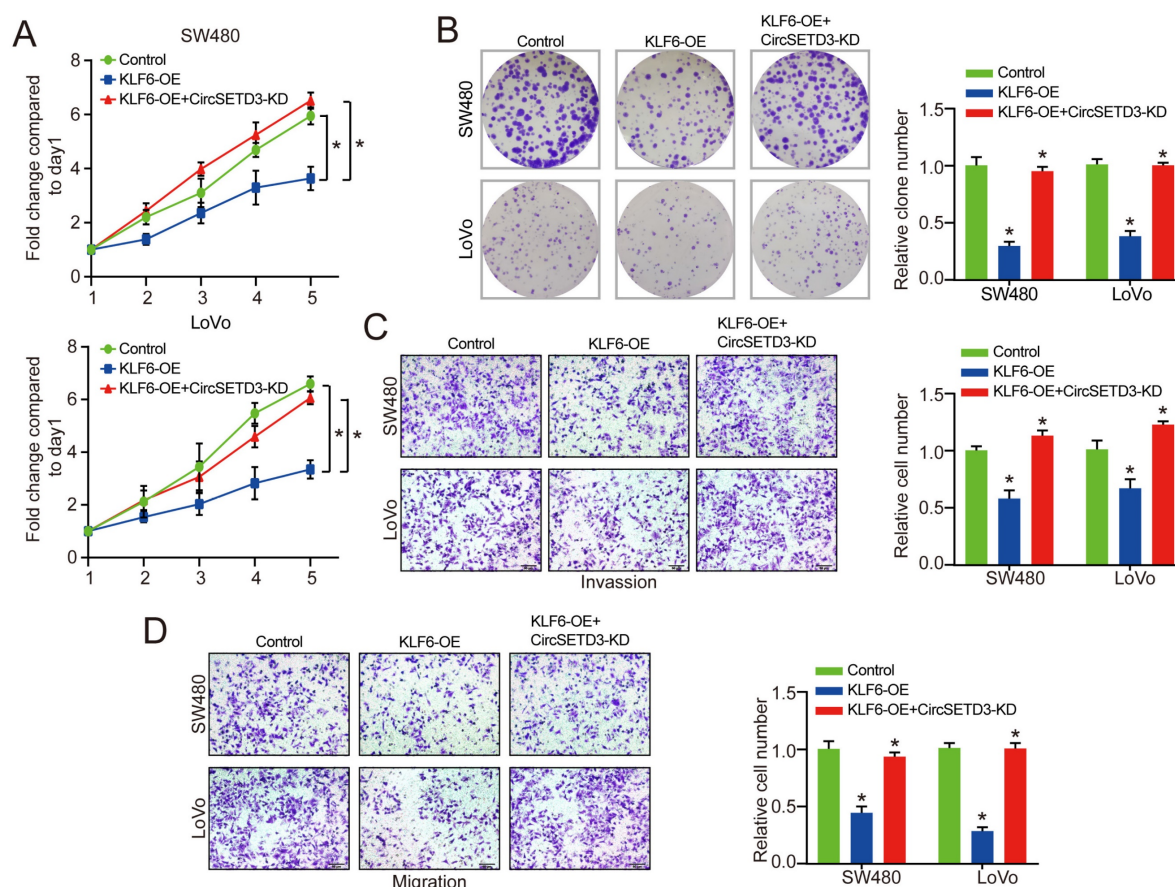 A
SW480
Fold change compared
to day1
8
6
4
2
0
Control
KLF6-OE
KLF6-OE+CircSETD3-KD
*
*
1 2 3 4 5
LoVo
Fold change compared
to day1
8
6
4
2
0
Control
KLF6-OE
KLF6-OE+CircSETD3-KD
*
*
1 2 3 4 5
B
Control
KLF6-OE
KLF6-OE+
CircSETD3-KD
SW480
LoVo
Control
KLF6-OE
KLF6-OE+CircSETD3-KD
Relative clone number
1.5
1.0
0.5
0.0
* * * *
SW480 LoVo
C
Control
KLF6-OE
KLF6-OE+
CircSETD3-KD
SW480
LoVo
Invassion
Control
KLF6-OE
KLF6-OE+CircSETD3-KD
Relative cell number
1.5
1.0
0.5
0.0
* * * *
SW480 LoVo
D
Control
KLF6-OE
KLF6-OE+
CircSETD3-KD
SW480
LoVo
Migration
Control
KLF6-OE
KLF6-OE+CircSETD3-KD
Relative cell number
1.5
1.0
0.5
0.0
* * * *
SW480 LoVo